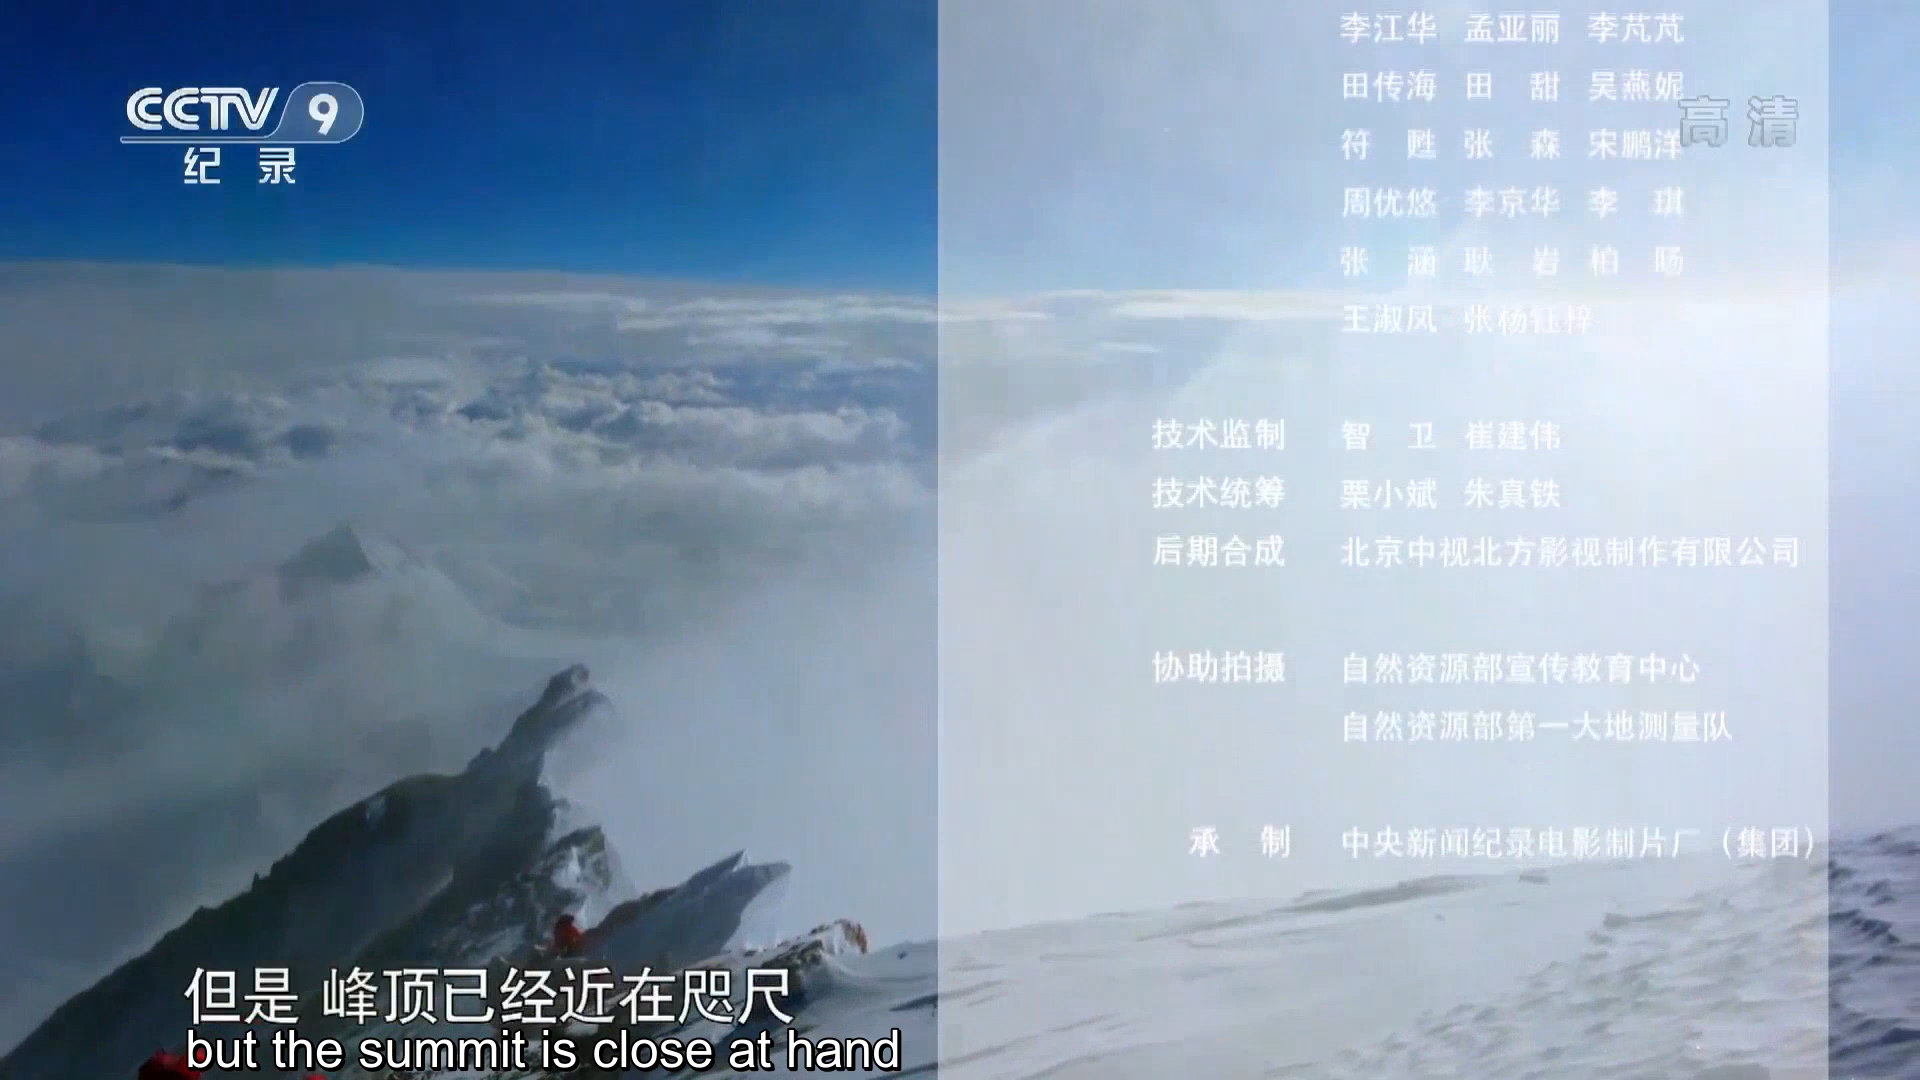 CCTV 9
纪 录
高清
李江华 孟亚丽 李芃芃
田传海 田 甜 吴燕妮
符 甦 张 森 宋鹏洋
周优悠 李京华 李 琪
张 涵 耿 岩 柏 旸
王淑凤 张杨钰梓
技术监制 智 卫 崔建伟
技术统筹 栗小斌 朱真铁
后期合成 北京中视北方影视制作有限公司
协助拍摄 自然资源部宣传教育中心
自然资源部第一大地测量队
承 制 中央新闻纪录电影制片厂（集团）
但是 峰顶已经近在咫尺
but the summit is close at hand